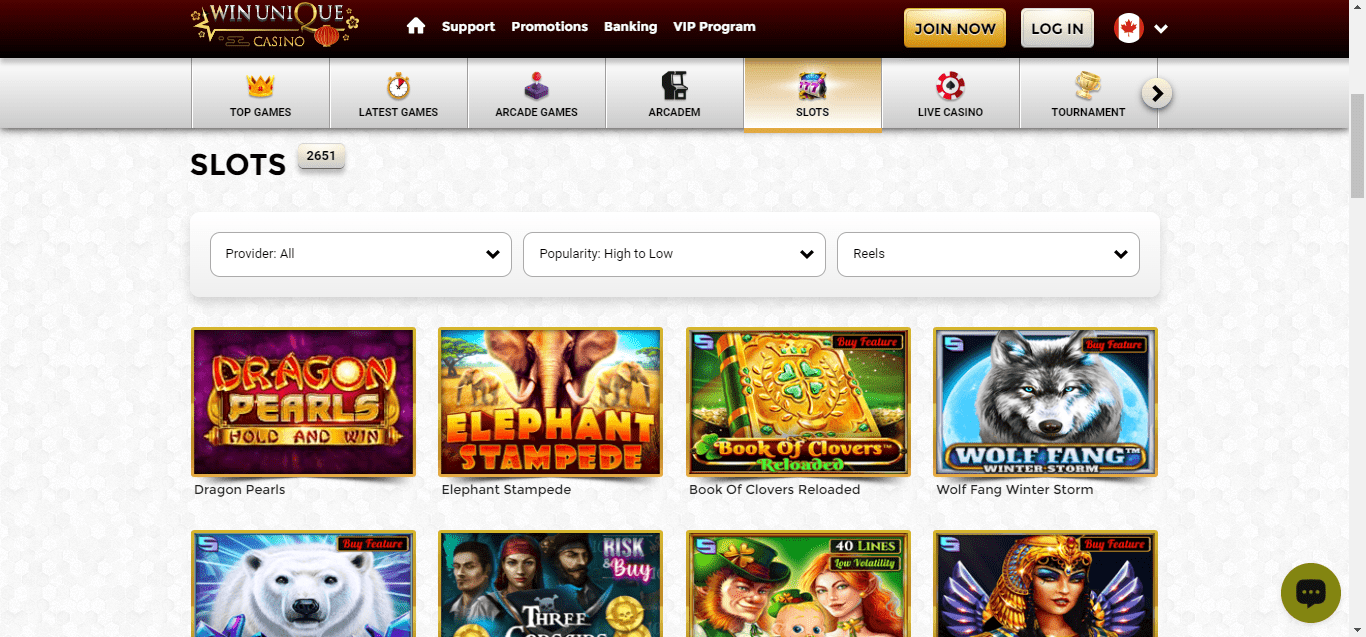 WIN UNIQUE
CASINO
Support Promotions Banking VIP Program
JOIN NOW
LOG IN
TOP GAMES
LATEST GAMES
ARCADE GAMES
ARCADEM
SLOTS
LIVE CASINO
TOURNAMENT
SLOTS
2651
Provider: All
Popularity: High to Low
Reels
DRAGON
PEARLS
HOLD AND WIN
ELEPHANT
STAMPEDE
Buy Feature
Book Of Clovers™
Reloaded
Buy Feature
WOLF FANG™
WINTER STORM
Dragon Pearls
Elephant Stampede
Book Of Clovers Reloaded
Wolf Fang Winter Storm
Buy Feature
RISK
& Buy
THREE
CORSAIRS
40 LINES
Low Volatility
Buy Feature